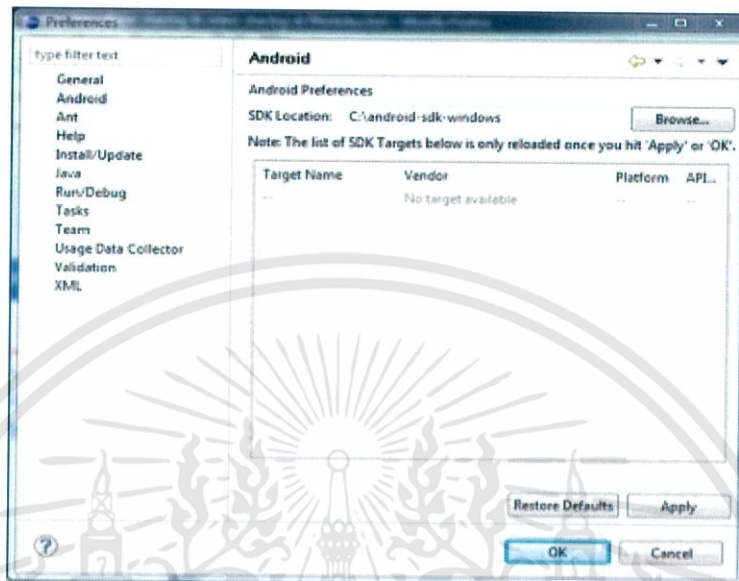 Preferences
type filter text
General
Android
Ant
Help
Install/Update
Java
Run/Debug
Tasks
Team
Usage Data Collector
Validation
XML
Android
Android Preferences
SDK Location: C:\android-sdk-windows Browse...
Note: The list of SDK Targets below is only reloaded once you hit 'Apply' or 'OK'.
Target Name Vendor Platform API...
-- No target available -- --
Restore Defaults Apply
OK Cancel